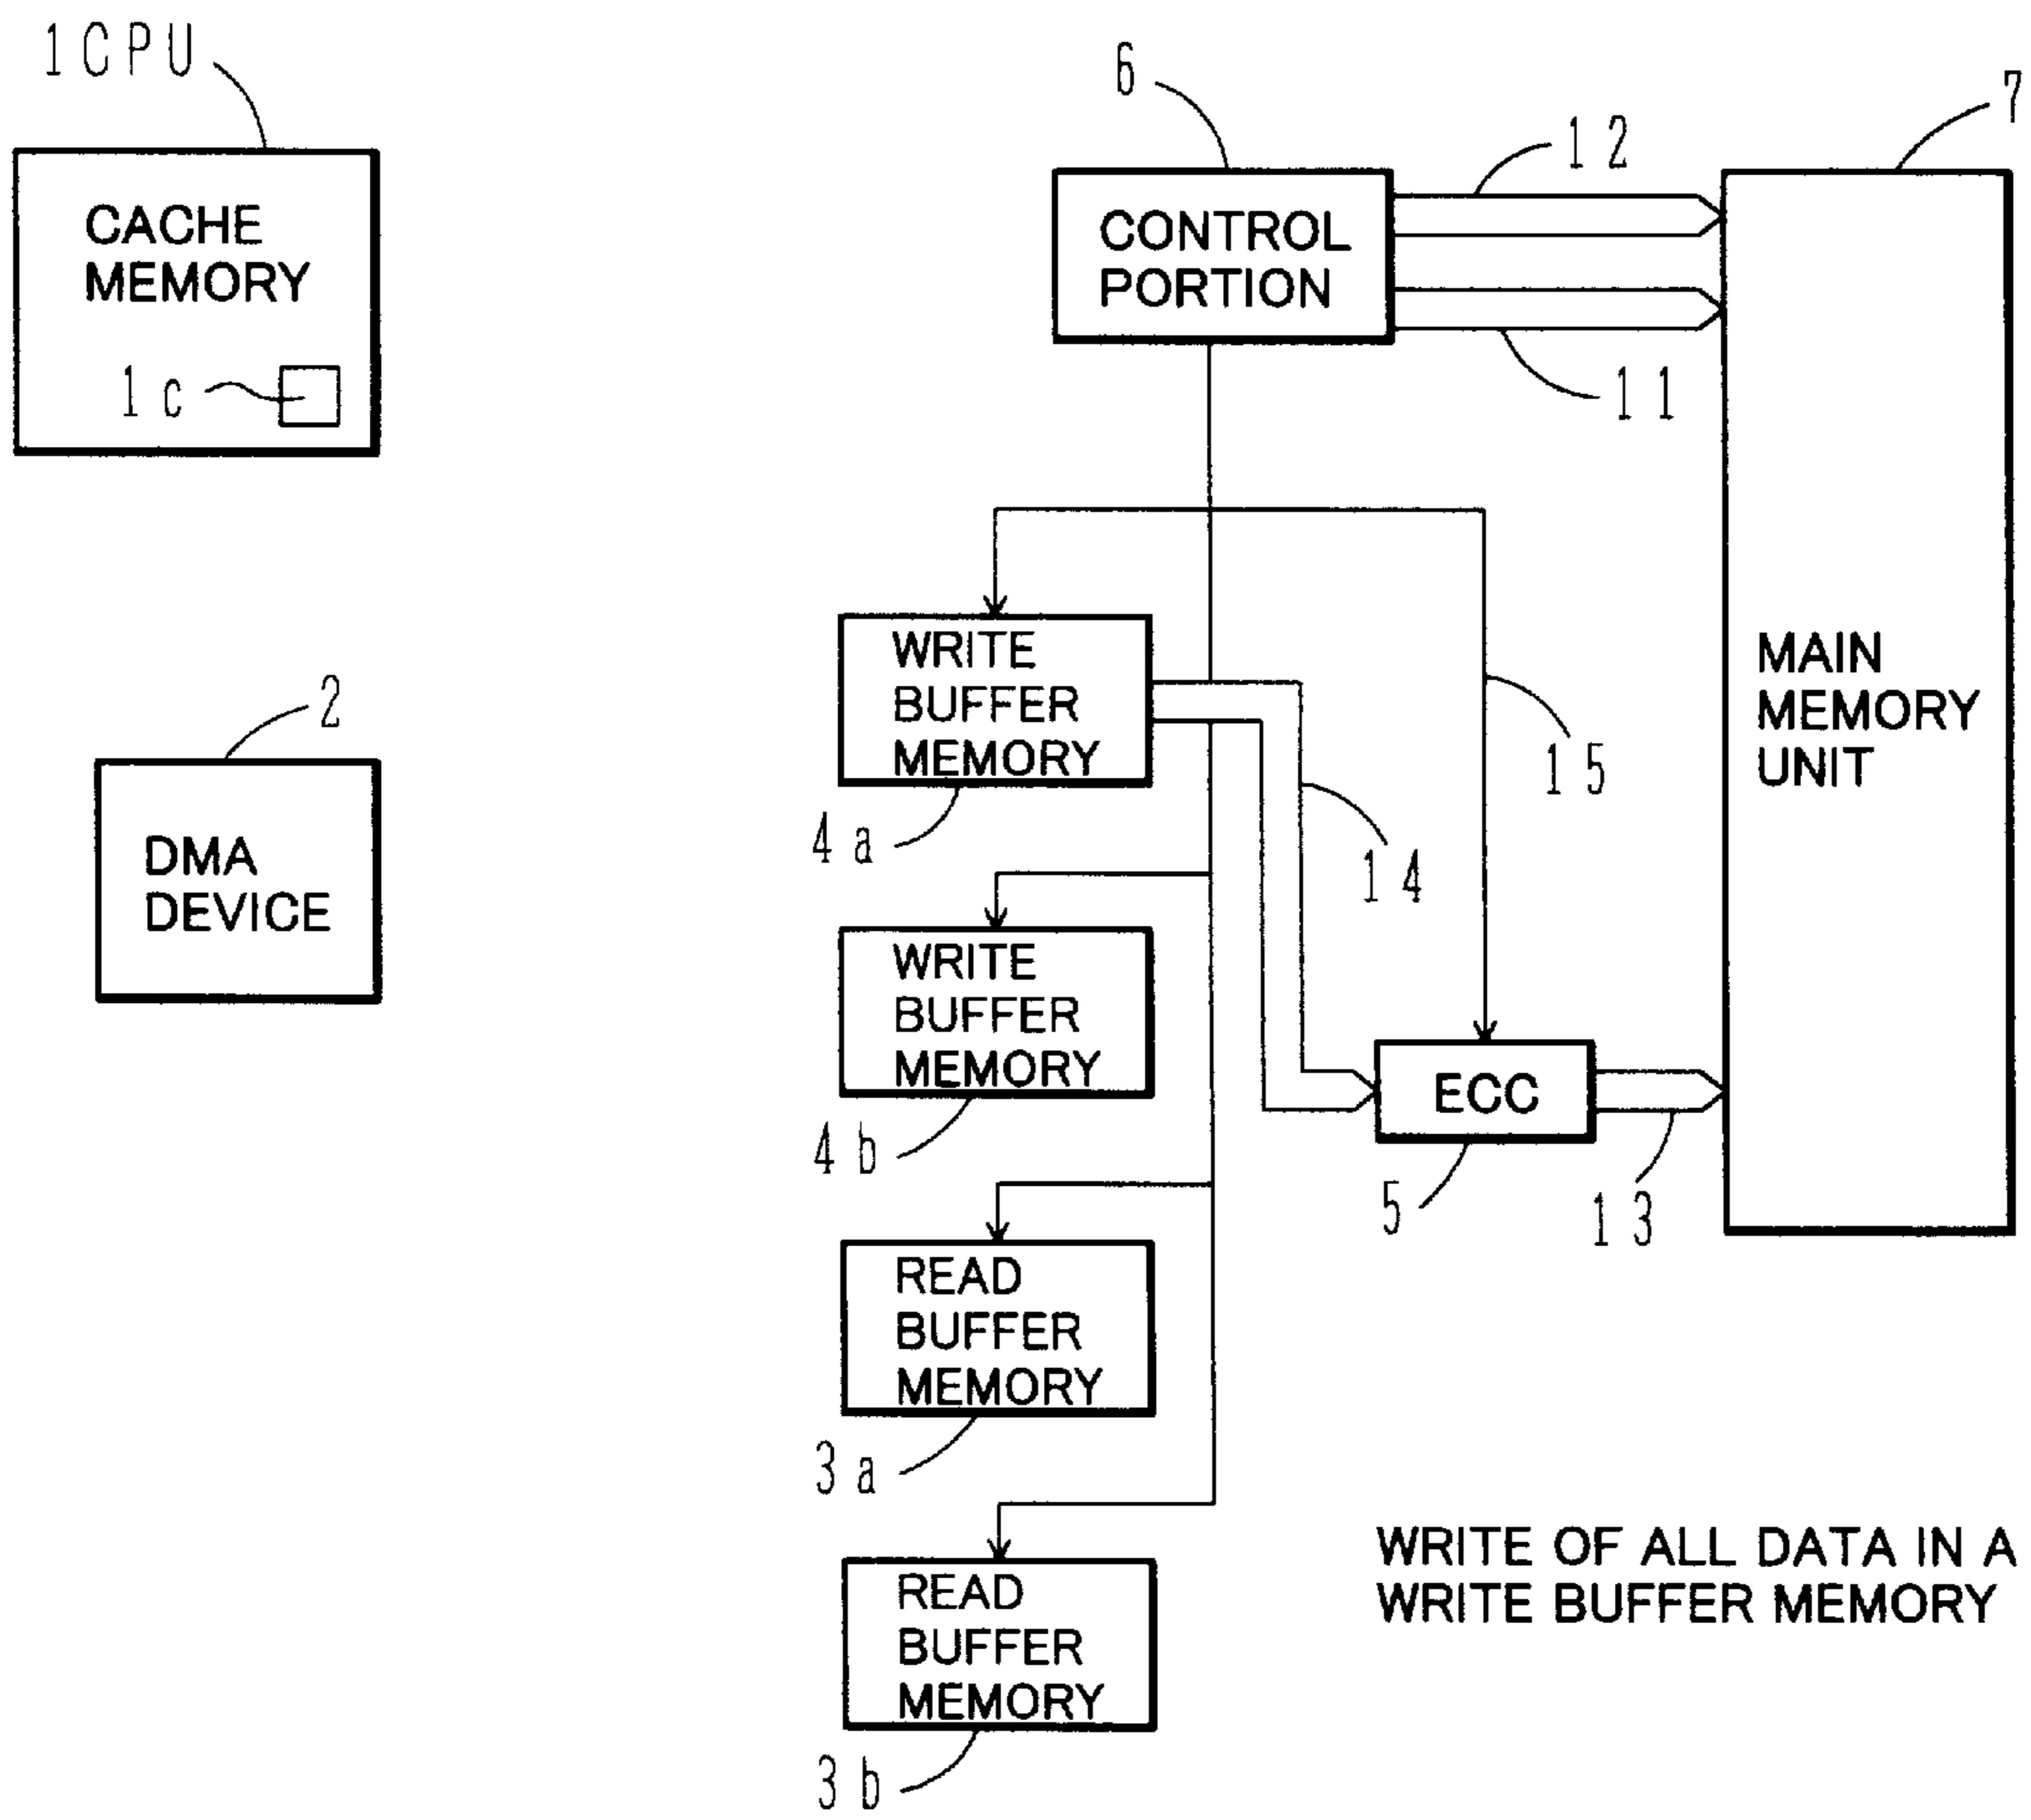 1CPU
CACHE
MEMORY
1c
6
12
7
CONTROL
PORTION
11
2
DMA
DEVICE
WRITE
BUFFER
MEMORY
4a
15
14
MAIN
MEMORY
UNIT
WRITE
BUFFER
MEMORY
4b
ECC
5
13
READ
BUFFER
MEMORY
3a
READ
BUFFER
MEMORY
3b
WRITE OF ALL DATA IN A
WRITE BUFFER MEMORY